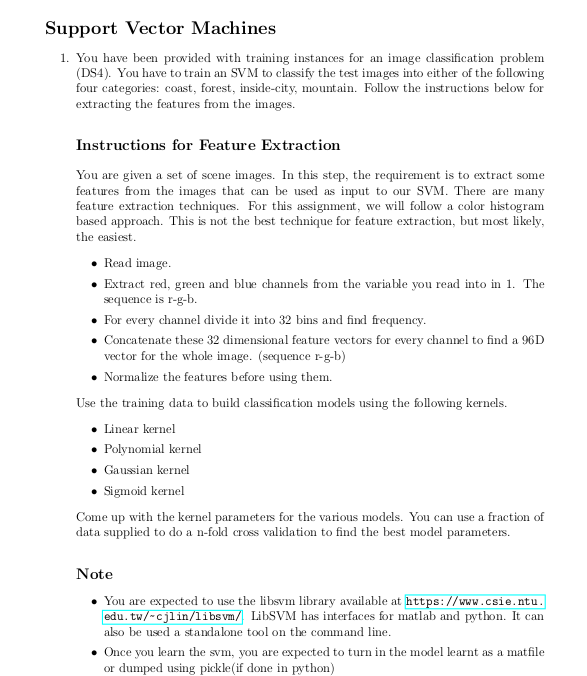 Support Vector Machines
1. You have been provided with training instances for an image classification problem
(DS4). You have to train an SVM to classify the test images into either of the following
four categories: coast, forest, inside-city, mountain. Follow the instructions below for
extracting the features from the images.
Instructions for Feature Extraction
You are given a set of scene images. In this step, the requirement is to extract some
features from the images that can be used as input to our SVM. There are many
feature extraction techniques. For this assignment, we will follow a color histogram
based approach. This is not the best technique for feature extraction, but most likely,
the easiest.
• Read image.
• Extract red, green and blue channels from the variable you read into in 1. The
sequence is r-g-b.
• For every channel divide it into 32 bins and find frequency.
• Concatenate these 32 dimensional feature vectors for every channel to find a 96D
vector for the whole image. (sequence r-g-b)
• Normalize the features before using them.
Use the training data to build classification models using the following kernels.
• Linear kernel
• Polynomial kernel
• Gaussian kernel
• Sigmoid kernel
Come up with the kernel parameters for the various models. You can use a fraction of
data supplied to do a n-fold cross validation to find the best model parameters.
Note
• You are expected to use the libsvm library available at https://www.csie.ntu.
edu.tw/~cjlin/libsvm/ LibSVM has interfaces for matlab and python. It can
also be used a standalone tool on the command line.
• Once you learn the svm, you are expected to turn in the model learnt as a matfile
or dumped using pickle(if done in python)